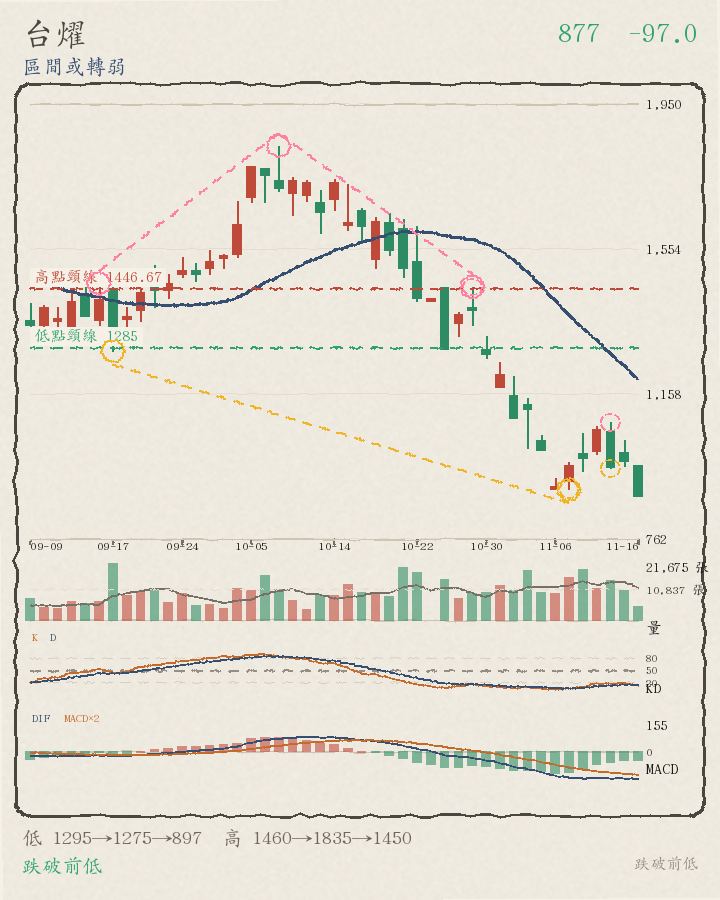 台燿 877 -97.0
區間或轉弱
1,950
1,554
高點頸線 1446.67
低點頸線 1285
1,158
762
09-09 09-17 09-24 10-05 10-14 10-22 10-30 11-06 11-16
21,675 張
10,837 張
量
K D
80
50
20
KD
DIF MACD×2
155
0
MACD
低 1295→1275→897 高 1460→1835→1450
跌破前低 跌破前低